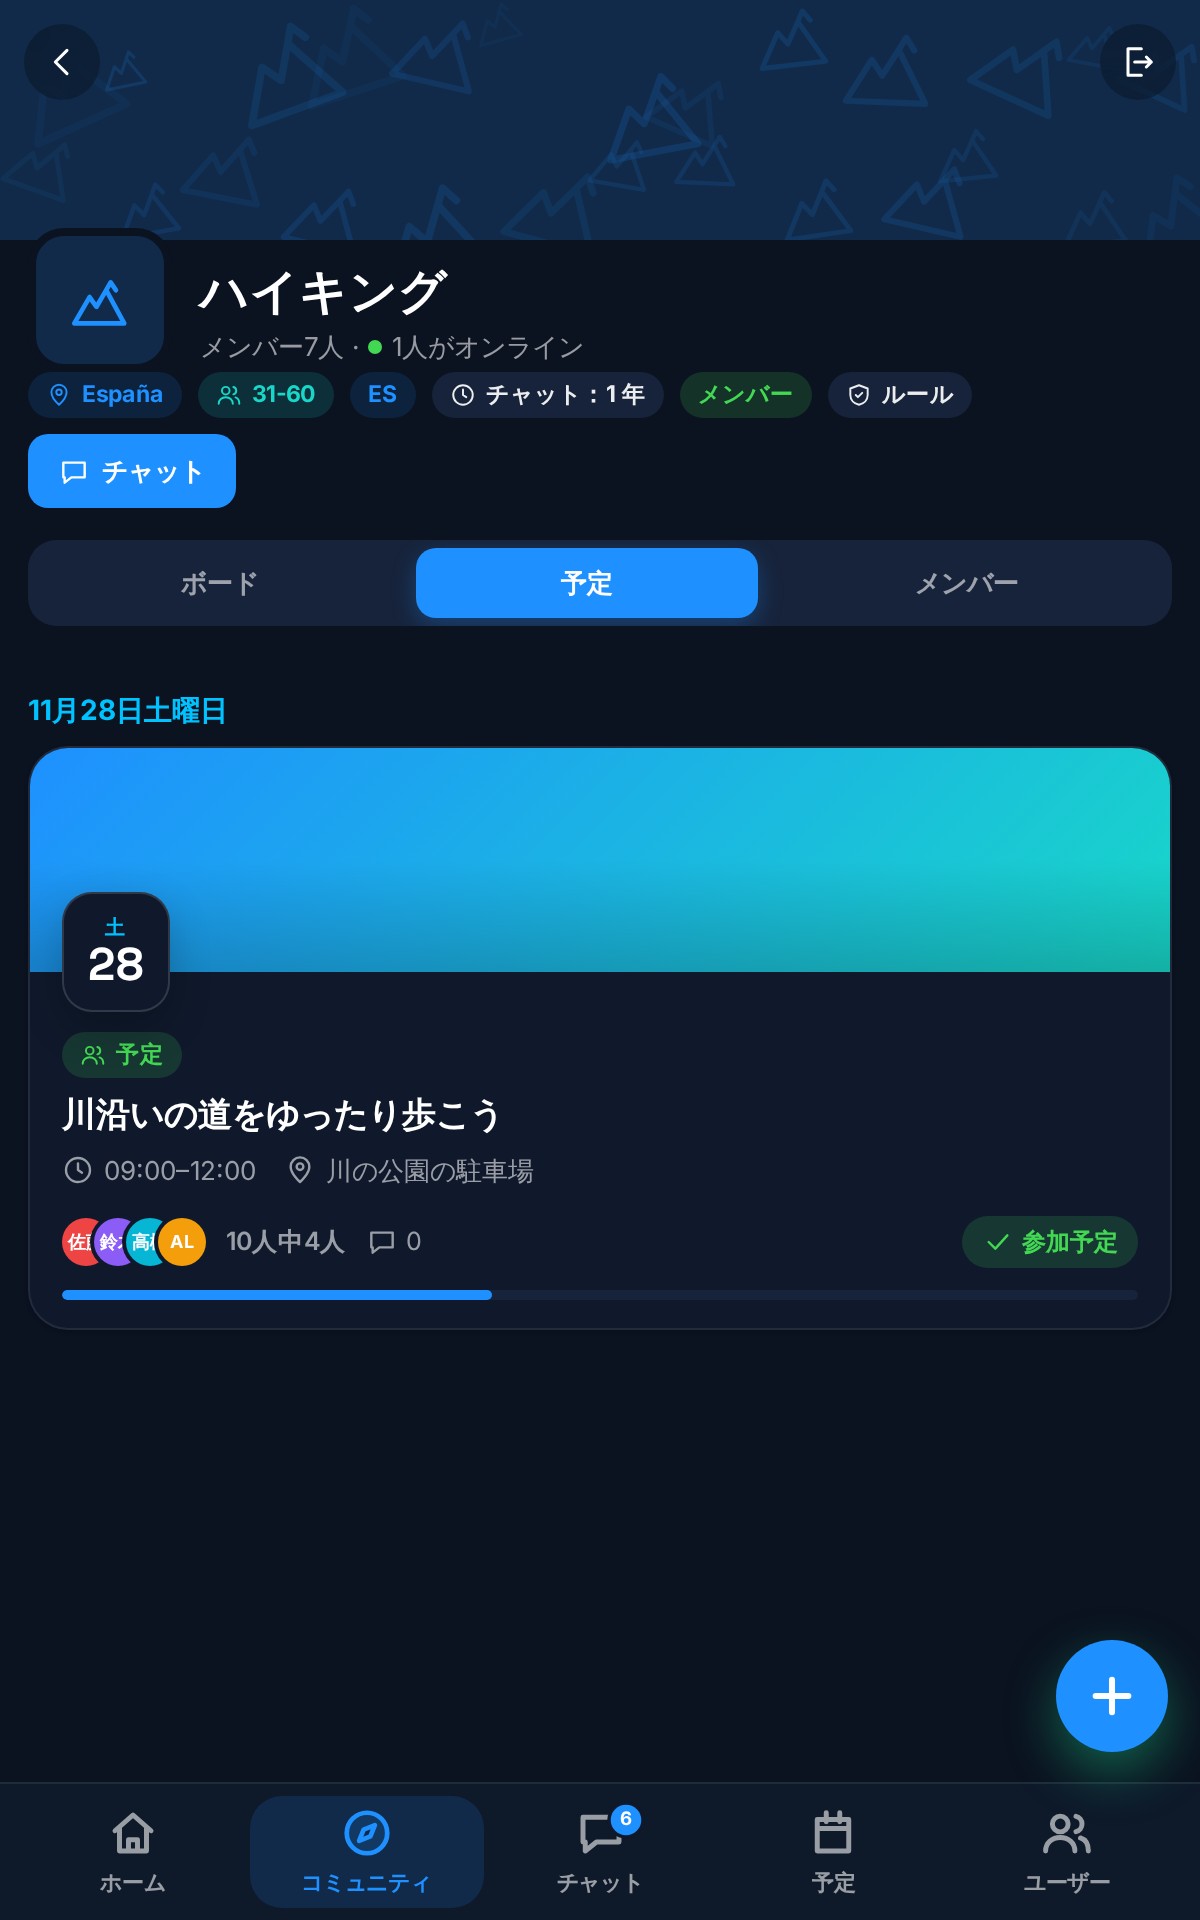 ハイキング
メンバー7人 · 1人がオンライン
España 31-60 ES チャット：1 年 メンバー ルール
チャット
ボード 予定 メンバー
11月28日土曜日
土
28
予定
川沿いの道をゆったり歩こう
09:00–12:00 川の公園の駐車場
AL 10人中4人 0 参加予定
6
ホーム コミュニティ チャット 予定 ユーザー